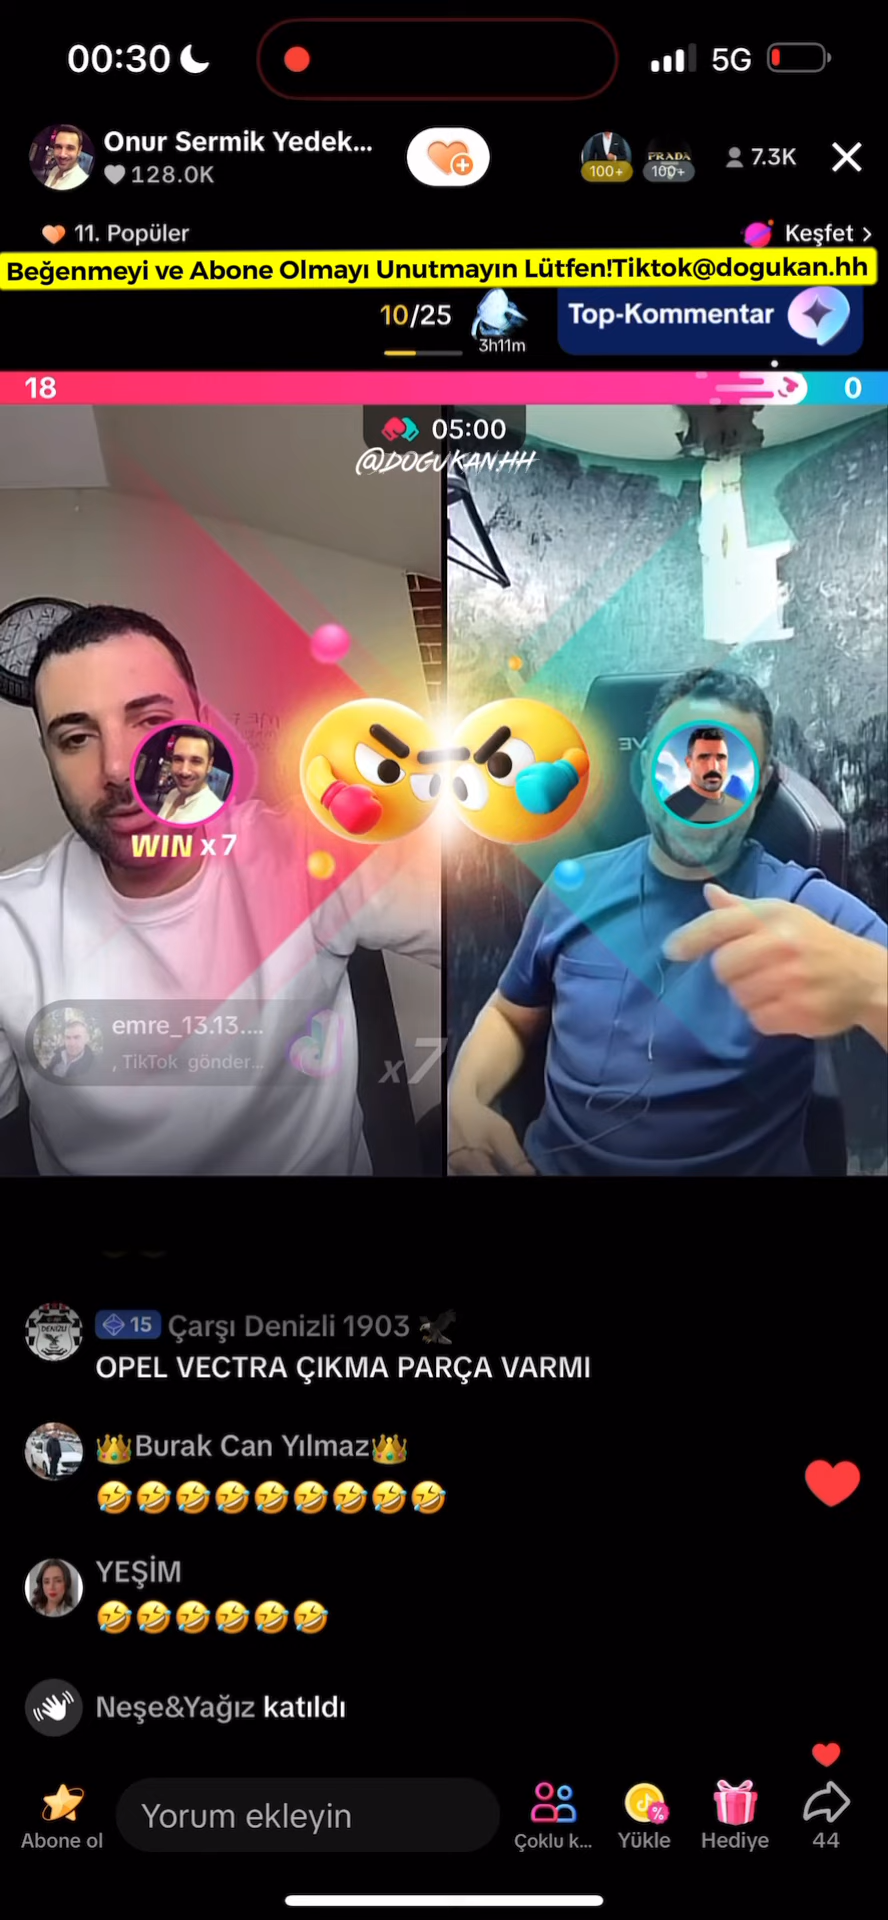 00:30
5G
Onur Sermik Yedek...
128.0K
100+
PRADA
100+
7.3K
11. Popüler
Keşfet >
Beğenmeyi ve Abone Olmayı Unutmayın Lütfen!Tiktok@dogukan.hh
10/25
3h11m
Top-Kommentar
18
0
05:00
@DOGUKAN.HH
WIN x7
emre_13.13....
, TikTok gönder...
x7
15 Çarşı Denizli 1903
OPEL VECTRA ÇIKMA PARÇA VARMI
Burak Can Yılmaz
🤣🤣🤣🤣🤣🤣🤣🤣🤣
YEŞİM
🤣🤣🤣🤣🤣🤣
Neşe&Yağız katıldı
Abone ol
Yorum ekleyin
Çoklu k...
Yükle
Hediye
44